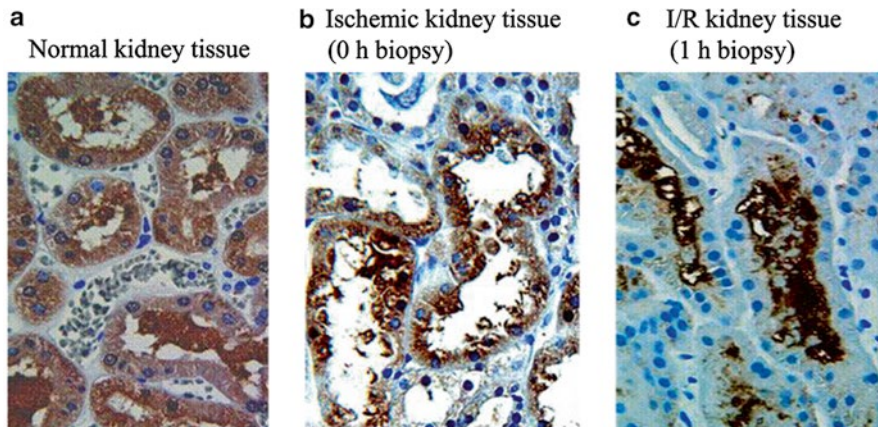 a
Normal kidney tissue
b Ischemic kidney tissue
(0 h biopsy)
c I/R kidney tissue
(1 h biopsy)